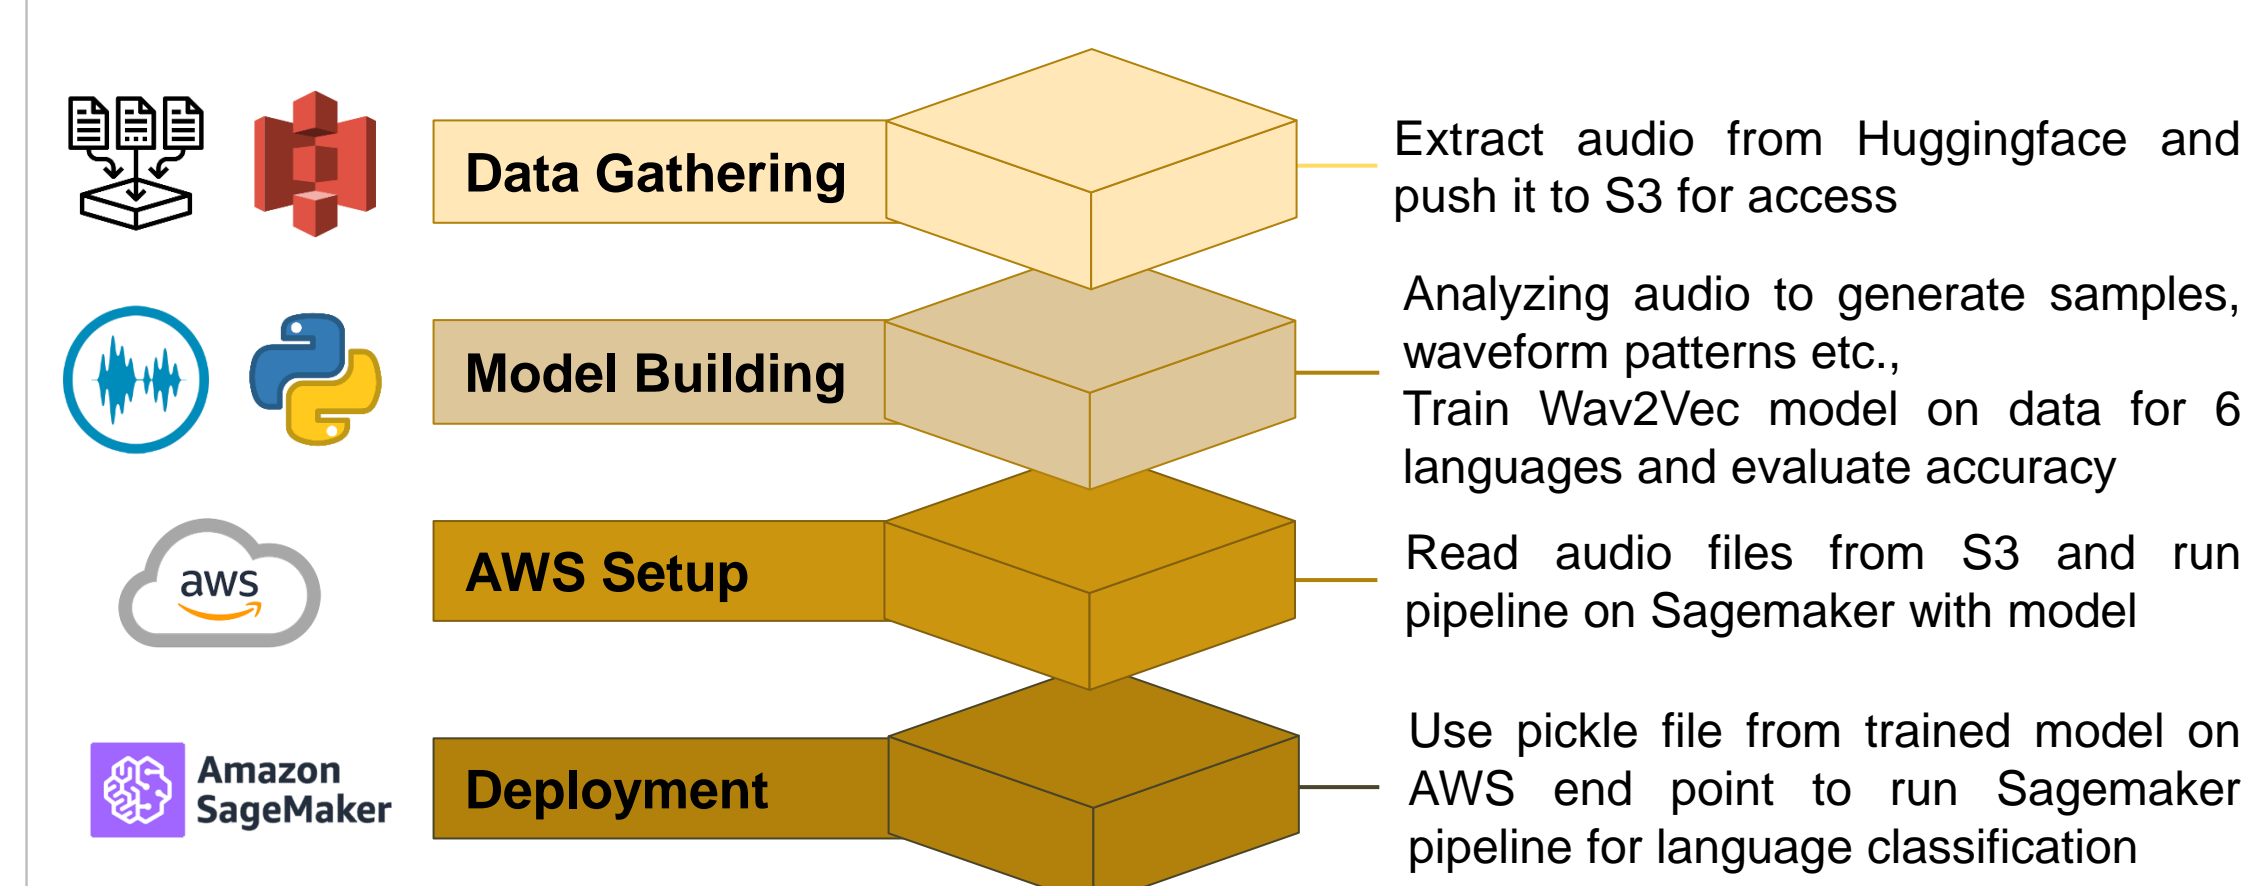 Data Gathering
Extract audio from Huggingface and
push it to S3 for access
Model Building
Analyzing audio to generate samples,
waveform patterns etc.,
Train Wav2Vec model on data for 6
languages and evaluate accuracy
aws
AWS Setup
Read audio files from S3 and run
pipeline on Sagemaker with model
Amazon
SageMaker
Deployment
Use pickle file from trained model on
AWS end point to run Sagemaker
pipeline for language classification